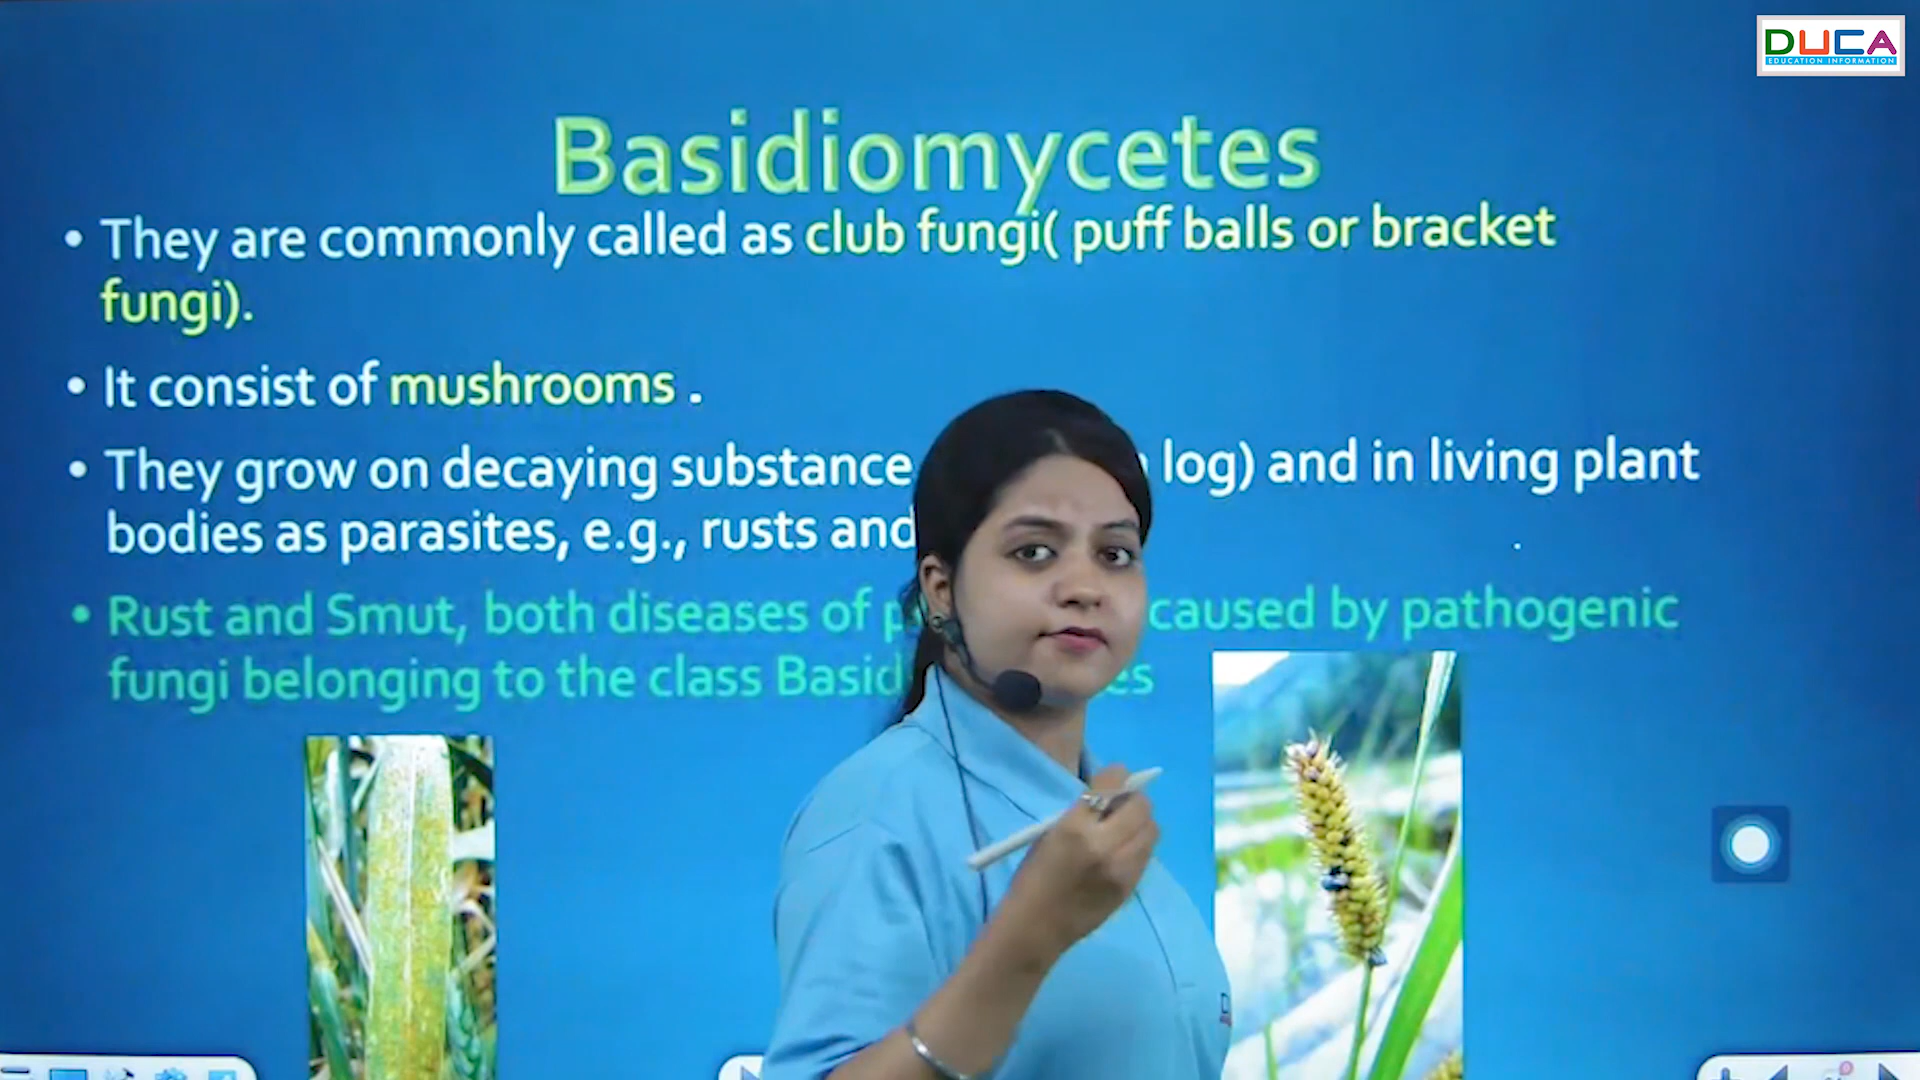 DUCA
EDUCATION INFORMATION
Basidiomycetes
• They are commonly called as club fungi( puff balls or bracket
fungi).
• It consist of mushrooms .
• They grow on decaying substance log) and in living plant
bodies as parasites, e.g., rusts and
• Rust and Smut, both diseases of caused by pathogenic
fungi belonging to the class